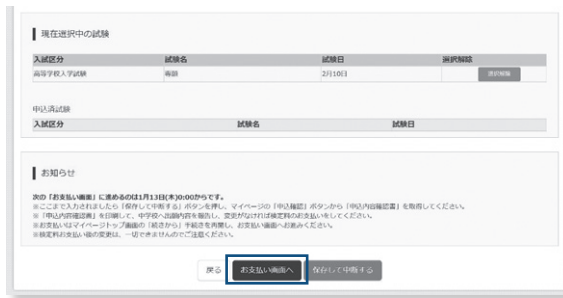 現在選択中の試験
入試区分 試験名 試験日 選択解除
高等学校入学試験 専願 2月10日 選択解除
申込済試験
入試区分 試験名 試験日
お知らせ
次の「お支払い画面」に進めるのは1月13日(木)0:00からです。
※ここまで入力されましたら「保存して中断する」ボタンを押し、マイページの「申込確認」ボタンから「申込内容確認書」を取得してください。
※「申込内容確認書」を印刷して、中学校へ出願内容を報告し、変更がなければ検定料のお支払いをしてください。
※お支払いはマイページトップ画面の「続きから」手続きを再開し、お支払い画面へお進みください。
※検定料お支払い後の変更は、一切できませんのでご注意ください。
戻る お支払い画面へ 保存して中断する